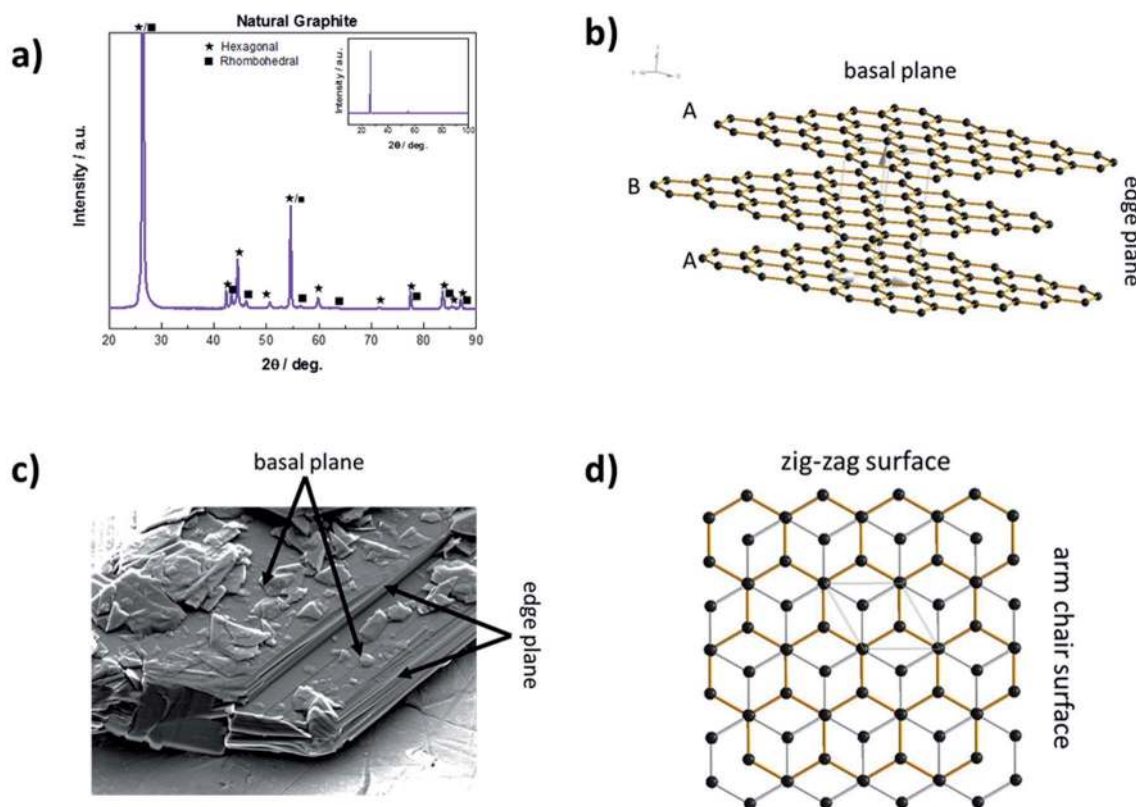 a)
Natural Graphite
★/■
★ Hexagonal
■ Rhombohedral
Intensity / a.u.
20 40 60 80 100
2θ / deg.
★/■
Intensity / a.u.
20 30 40 50 60 70 80 90
2θ / deg.
b)
basal plane
A
B
A
edge plane
c)
basal plane
edge plane
d)
zig-zag surface
arm chair surface